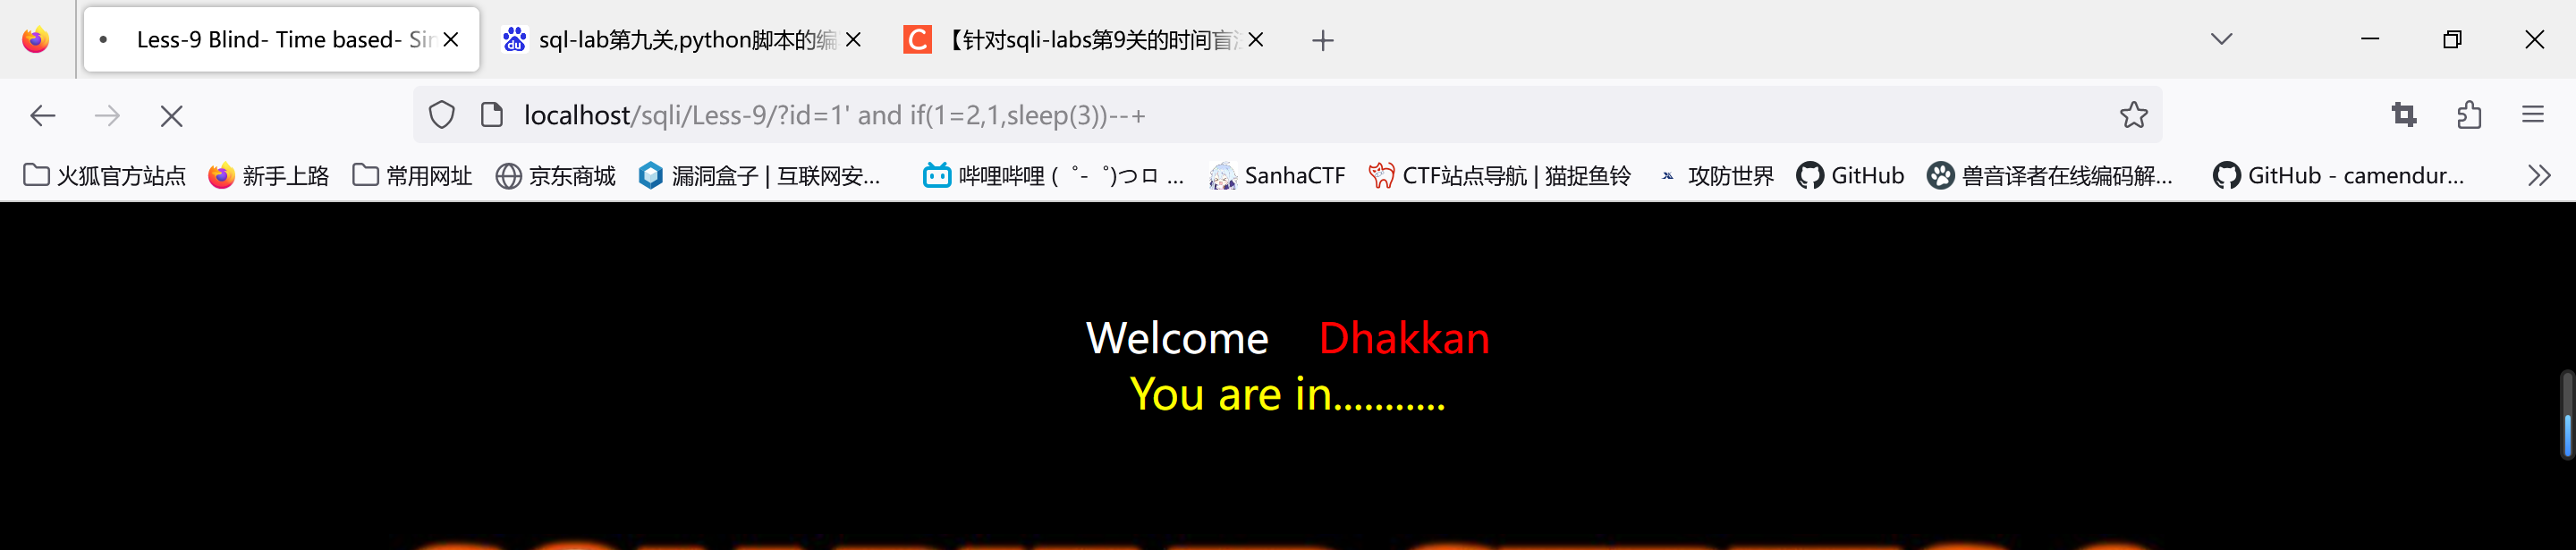 Less-9 Blind- Time based- Sin
sql-lab第九关,python脚本的编
【针对sqli-labs第9关的时间盲注
localhost/sqli/Less-9/?id=1' and if(1=2,1,sleep(3))--+
火狐官方站点 新手上路 常用网址 京东商城 漏洞盒子 | 互联网安... 哔哩哔哩 ( ゜- ゜)つロ ... SanhaCTF CTF站点导航 | 猫捉鱼铃 攻防世界 GitHub 兽音译者在线编码解... GitHub - camendur...
Welcome Dhakkan
You are in...........